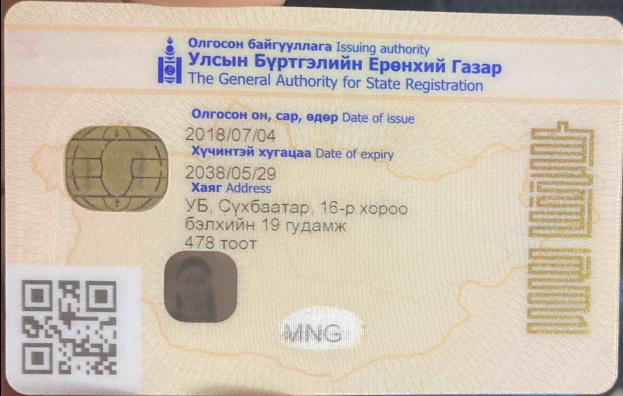 Олгосон байгууллага Issuing authority
Улсын Бүртгэлийн Ерөнхий Газар
The General Authority for State Registration
Олгосон он, сар, өдөр Date of issue
2018/07/04
Хүчинтэй хугацаа Date of expiry
2038/05/29
Хаяг Address
УБ, Сүхбаатар, 16-р хороо
бэлхийн 19 гудамж
478 тоот
MNG